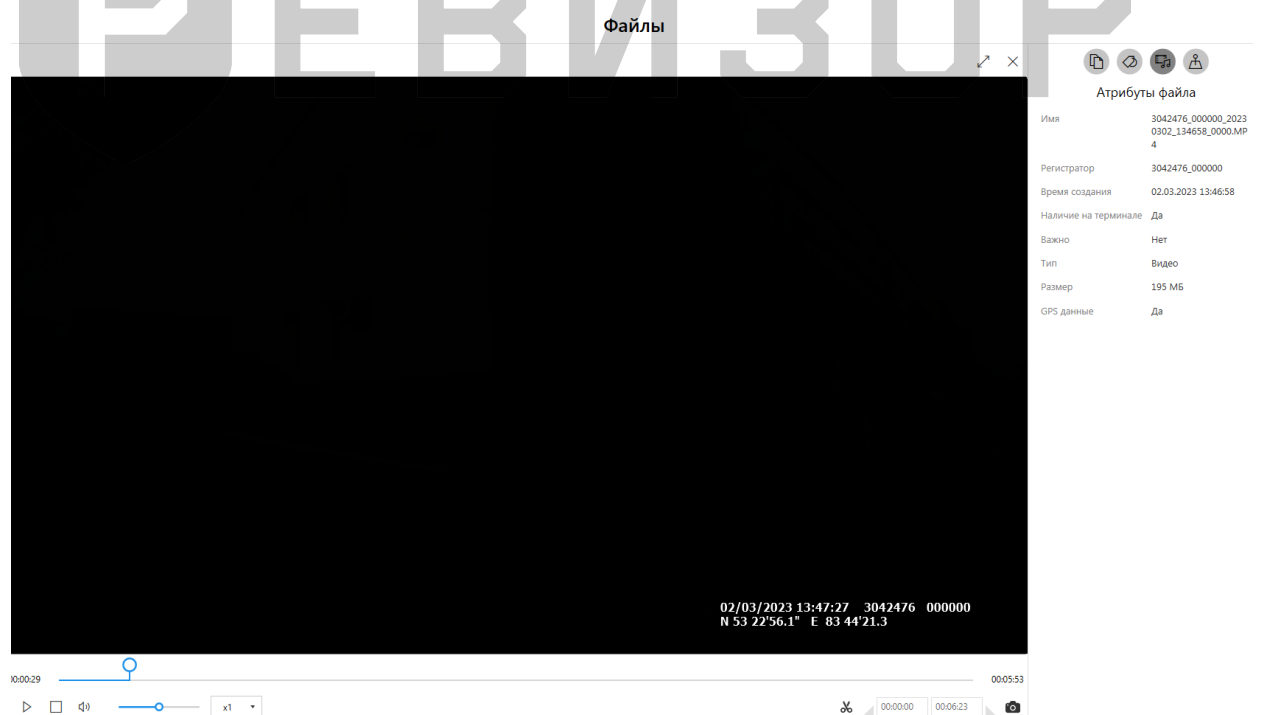 РЕВИЗОР
Файлы
Атрибуты файла
Имя
3042476_000000_2023
0302_134658_0000.MP
4
Регистратор 3042476_000000
Время создания 02.03.2023 13:46:58
Наличие на терминале Да
Важно Нет
Тип Видео
Размер 195 МБ
GPS данные Да
02/03/2023 13:47:27 3042476 000000
N 53 22'56.1" E 83 44'21.3
00:00:29
00:05:53
x1
00:00:00 00:06:23